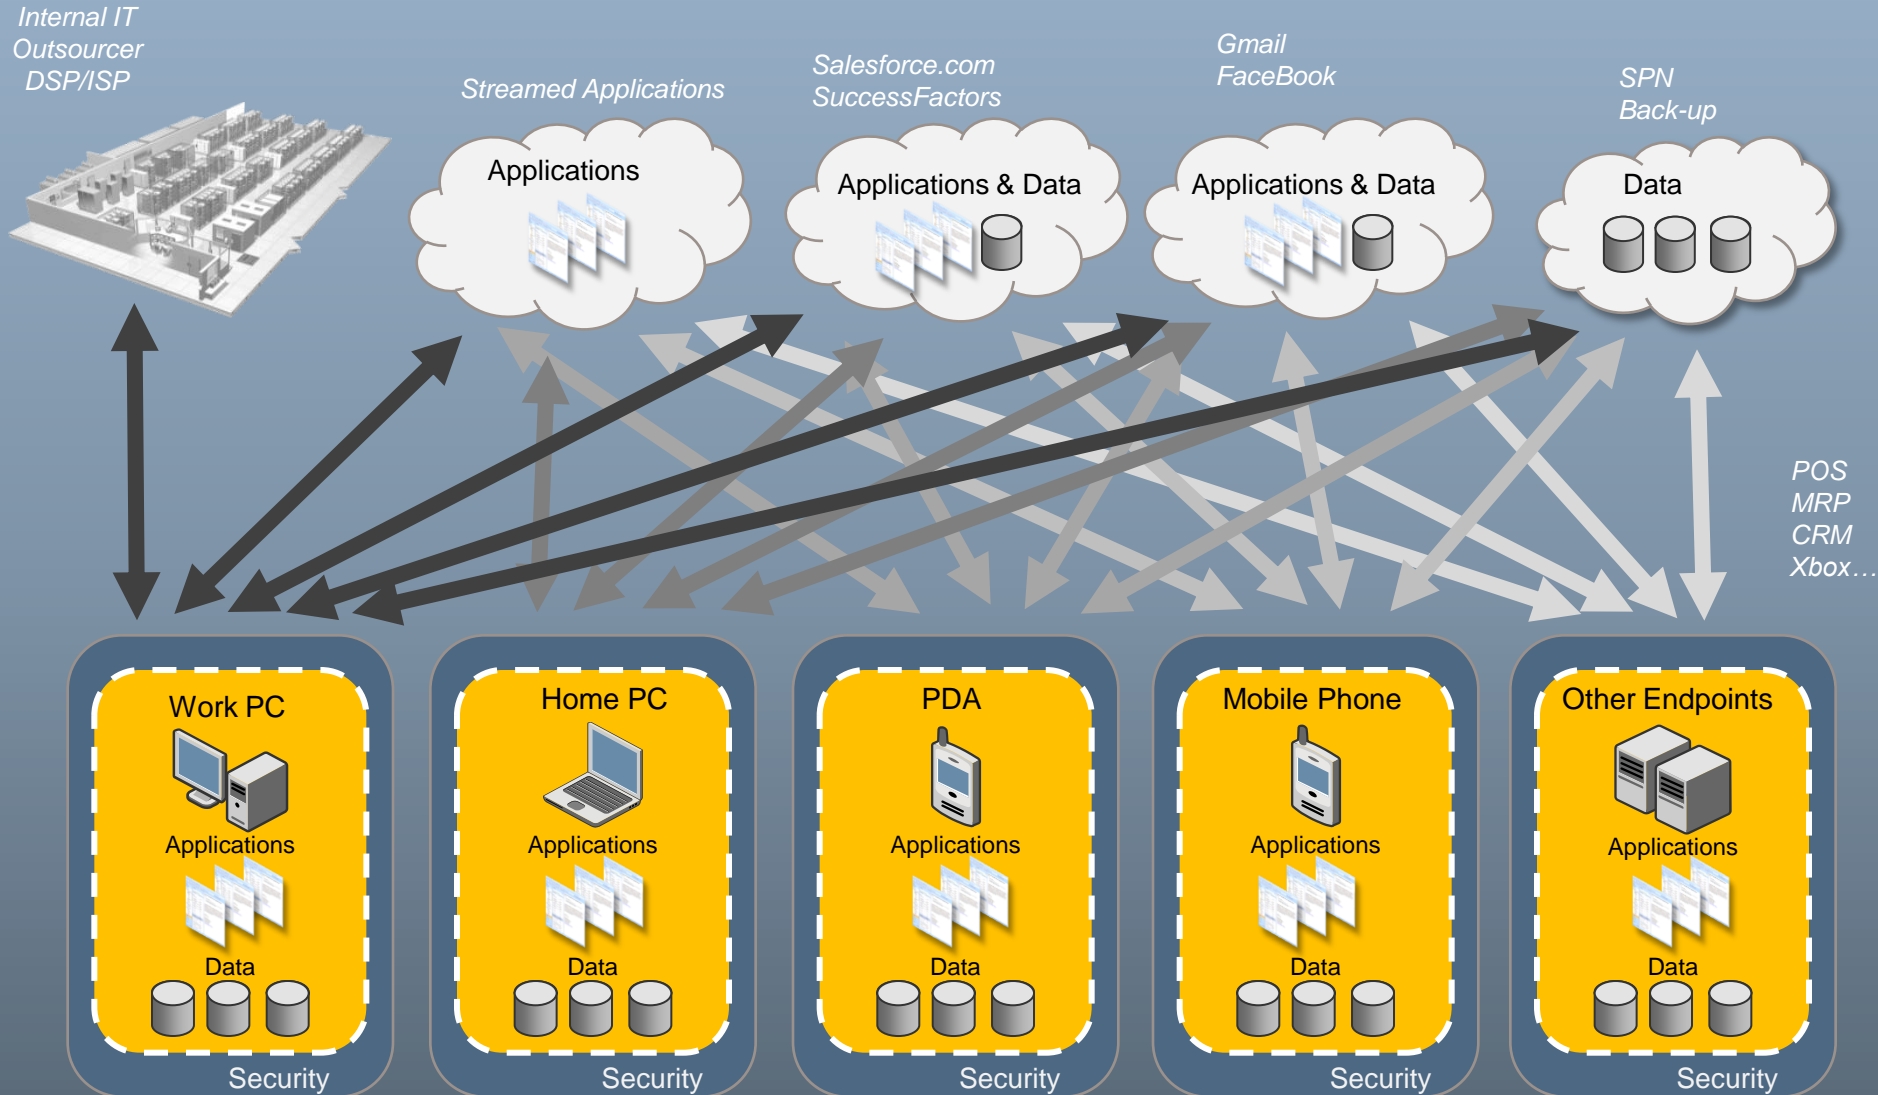 Internal IT
Outsourcer
DSP/ISP
Streamed Applications
Salesforce.com
SuccessFactors
Gmail
FaceBook
SPN
Back-up
Applications
Applications & Data
Applications & Data
Data
POS
MRP
CRM
Xbox…
Work PC
Applications
Data
Security
Home PC
Applications
Data
Security
PDA
Applications
Data
Security
Mobile Phone
Applications
Data
Security
Other Endpoints
Applications
Data
Security